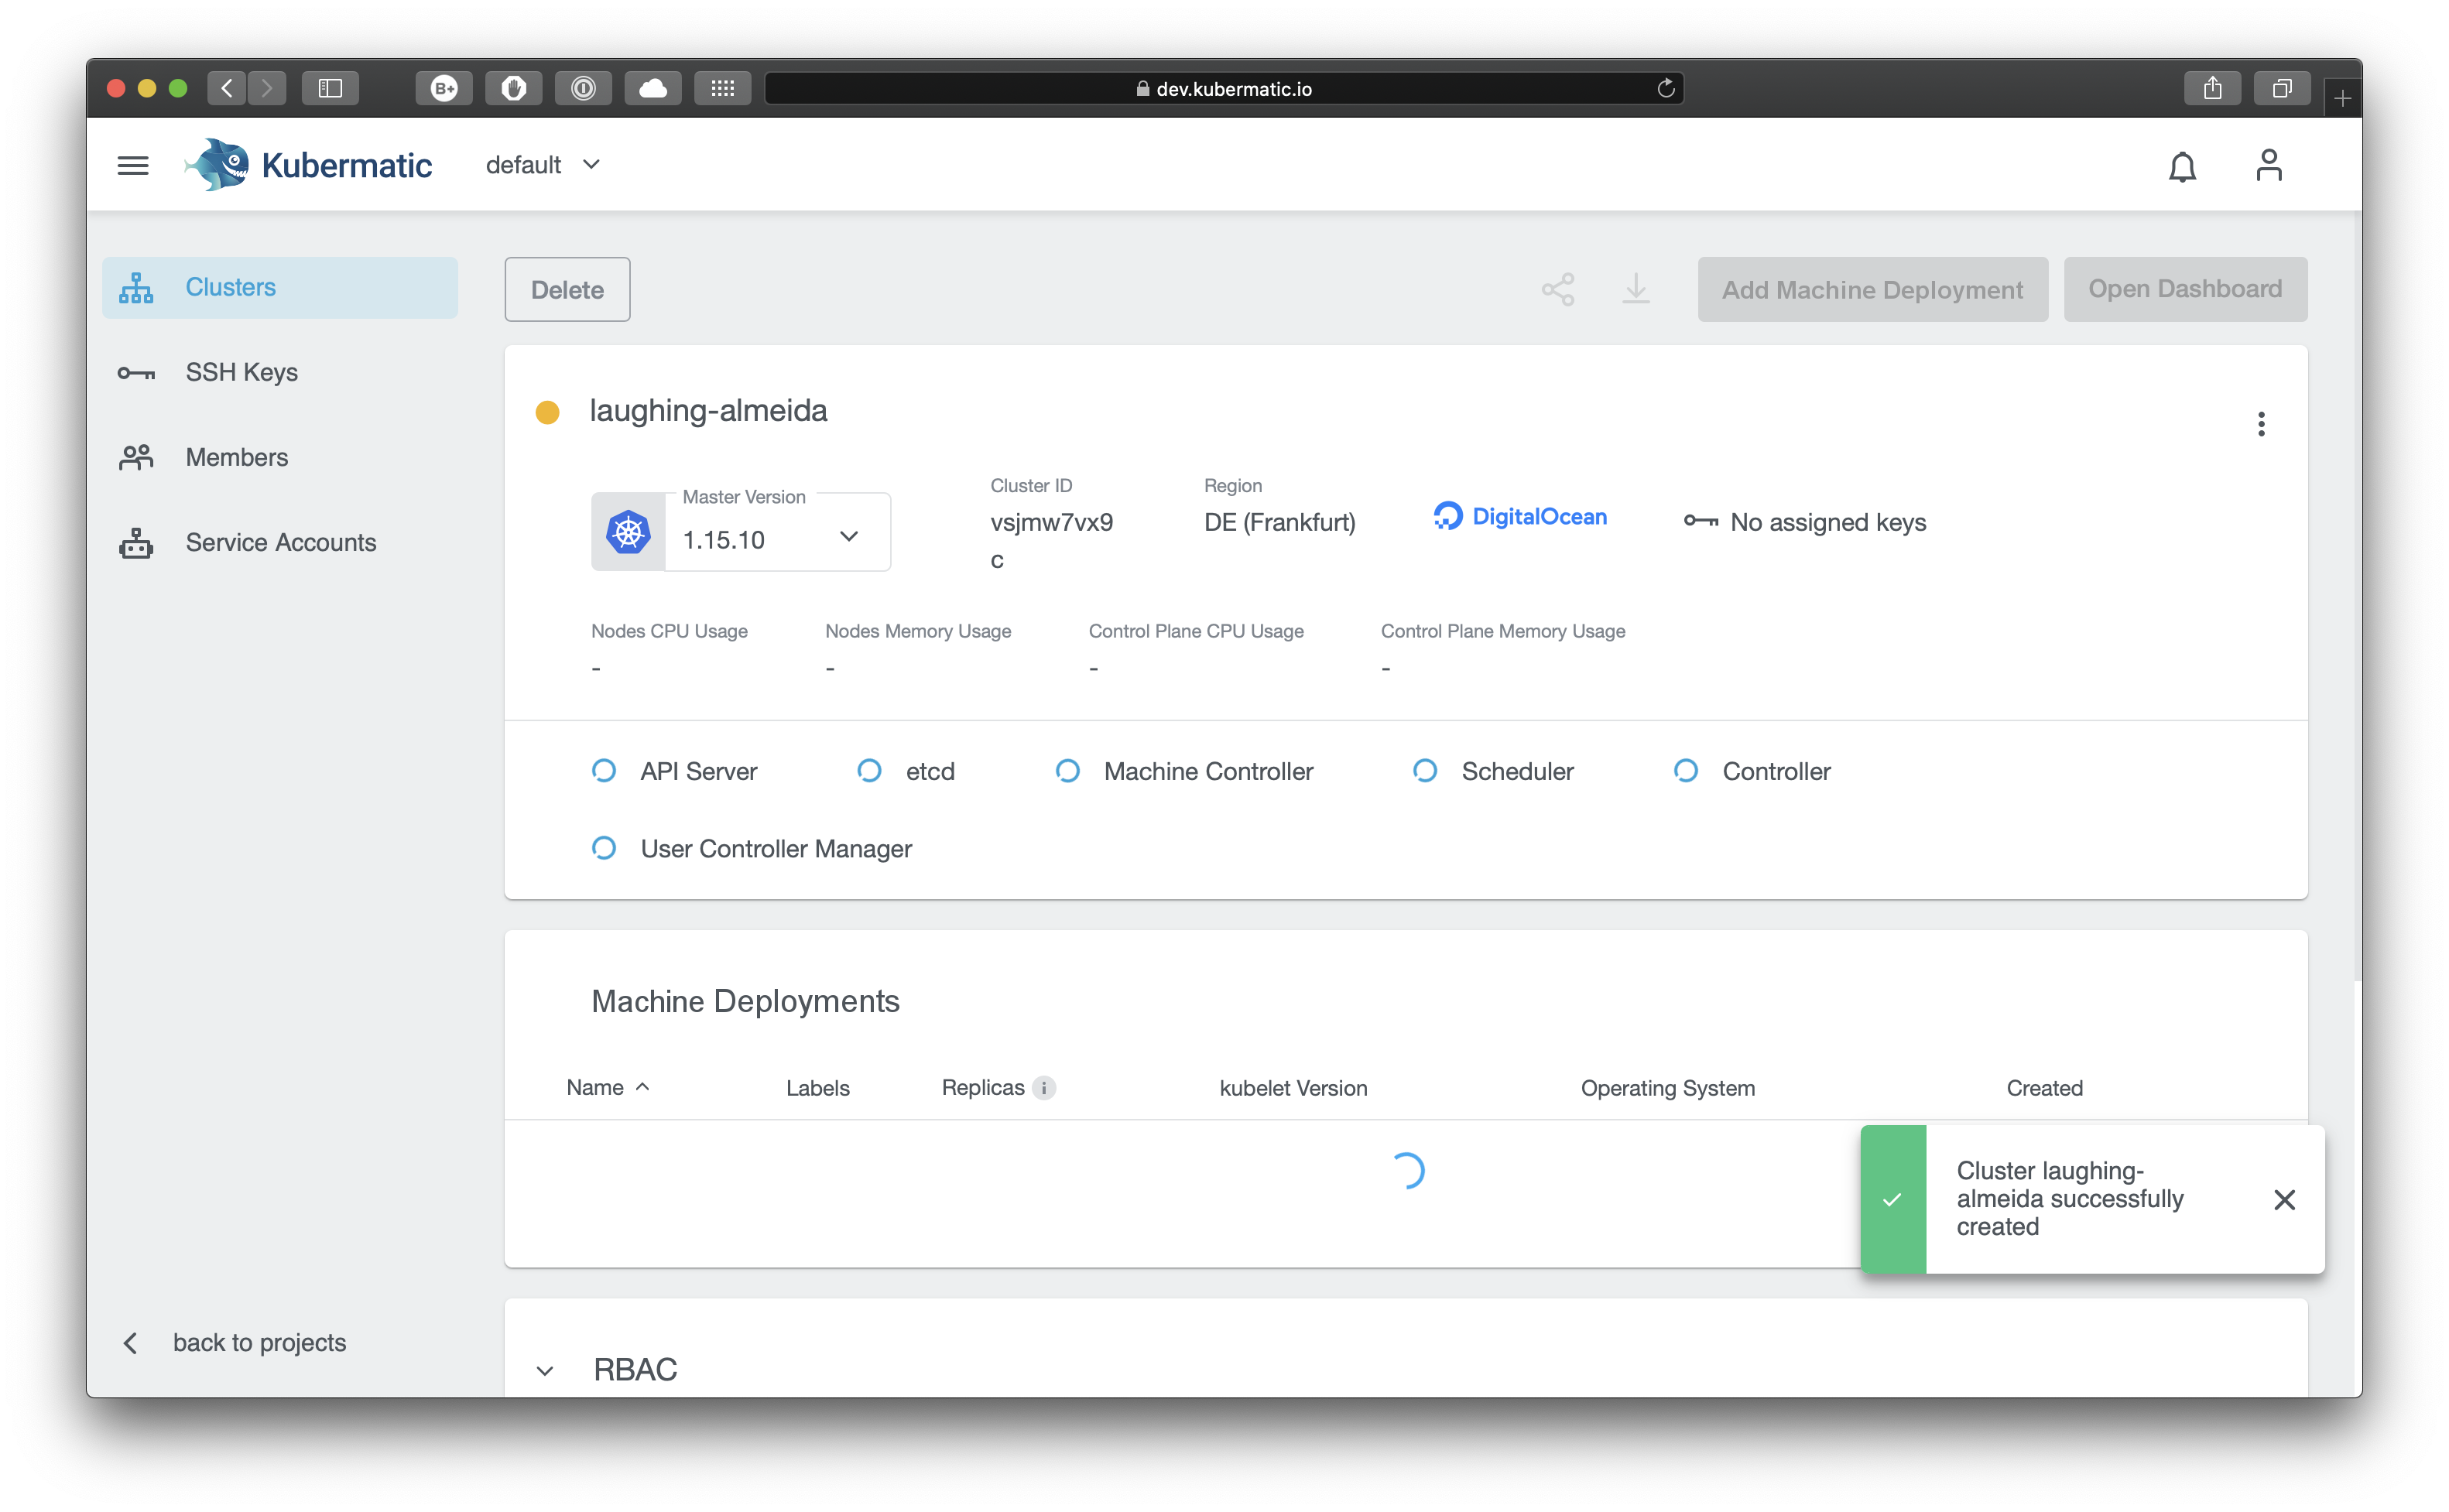 B+
dev.kubermatic.io
Kubermatic
default
Clusters
SSH Keys
Members
Service Accounts
back to projects
Delete
Add Machine Deployment
Open Dashboard
laughing-almeida
Master Version
1.15.10
Cluster ID
vsjmw7vx9
c
Region
DE (Frankfurt)
DigitalOcean
No assigned keys
Nodes CPU Usage
-
Nodes Memory Usage
-
Control Plane CPU Usage
-
Control Plane Memory Usage
-
API Server
etcd
Machine Controller
Scheduler
Controller
User Controller Manager
Machine Deployments
Name
Labels
Replicas
i
kubelet Version
Operating System
Created
Cluster laughing-
almeida successfully
created
RBAC